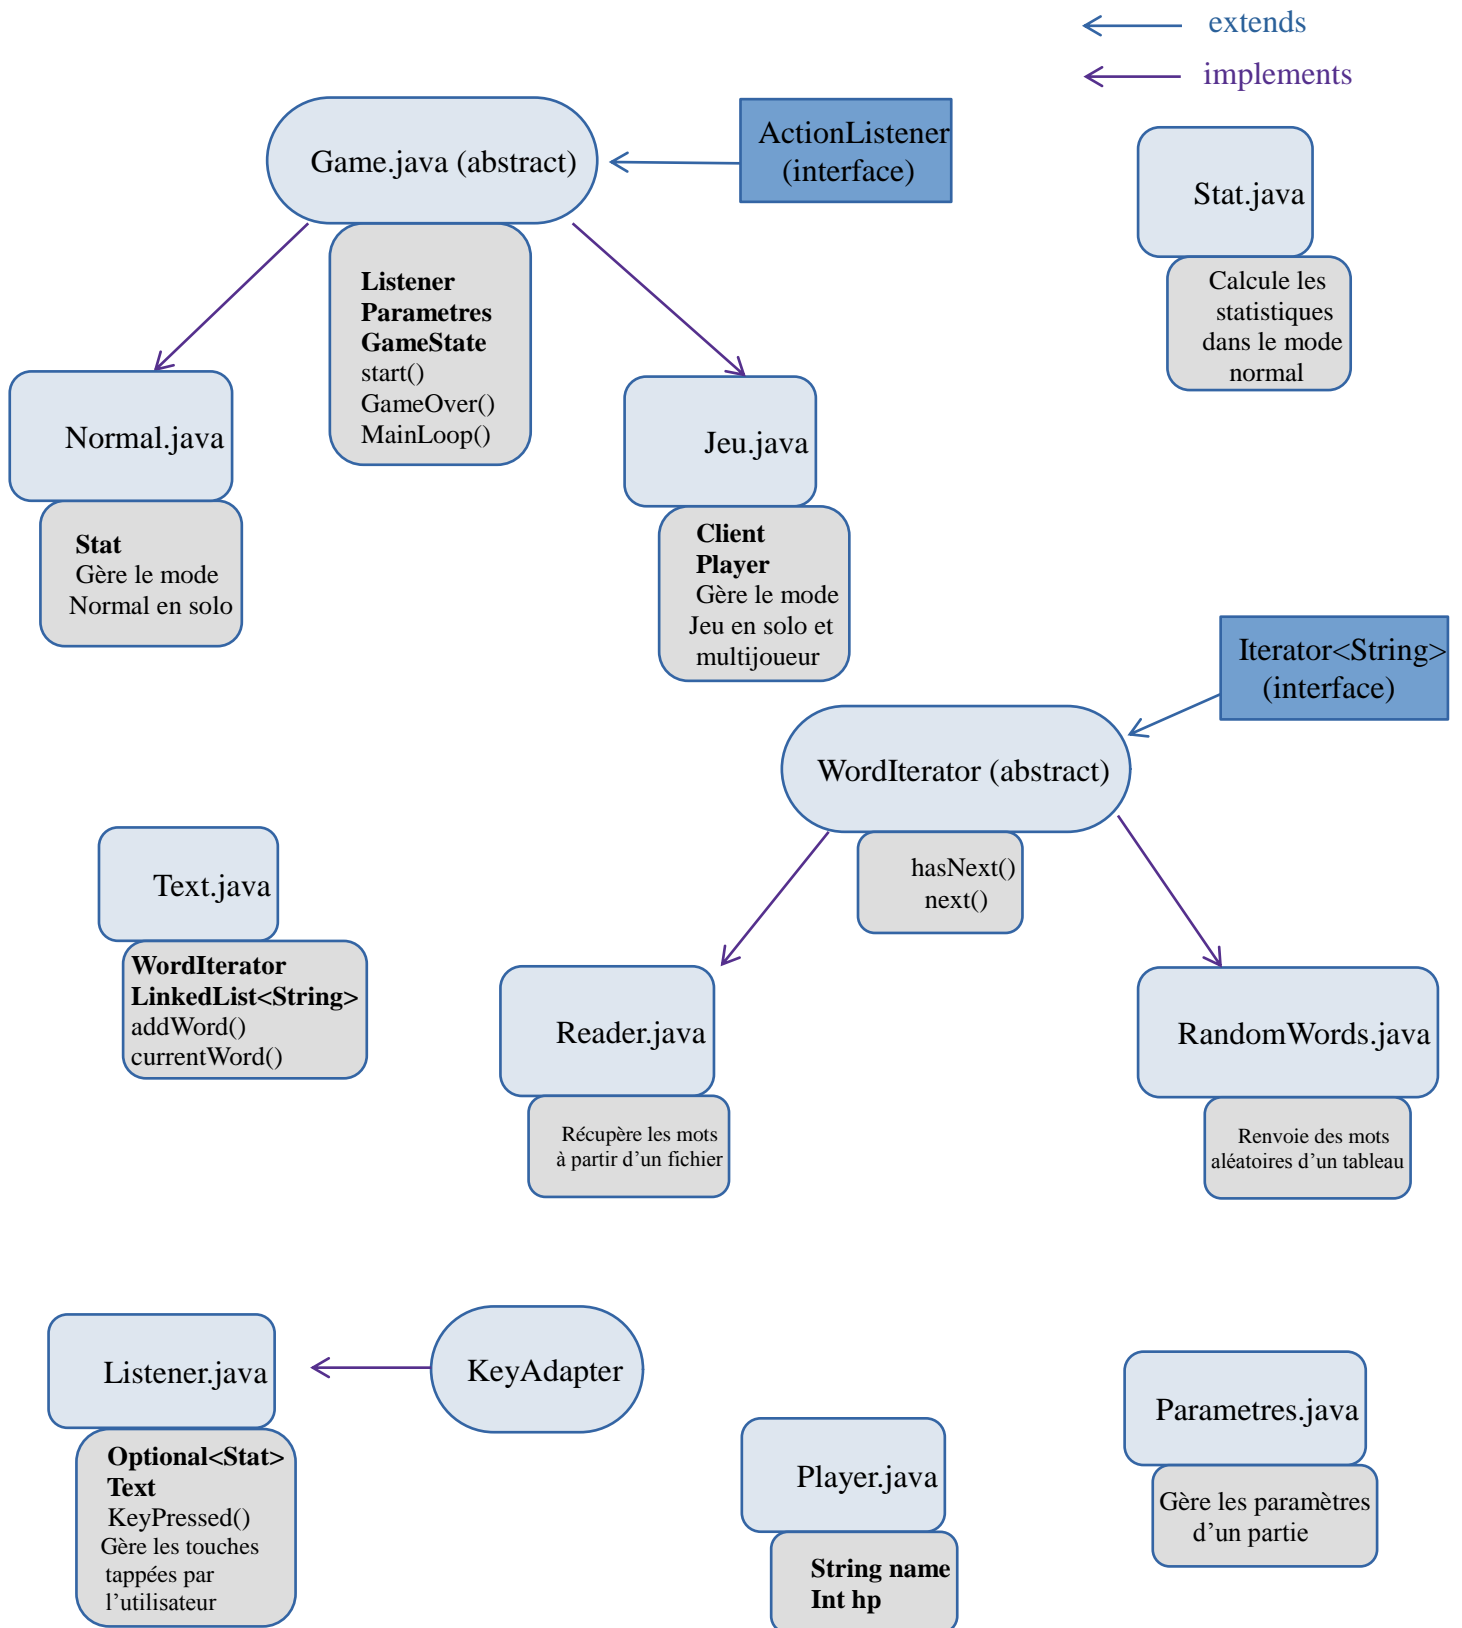 extends
implements
Game.java (abstract)
ActionListener
(interface)
Stat.java
Calcule les
statistiques
dans le mode
normal
Listener
Parametres
GameState
start()
GameOver()
MainLoop()
Normal.java
Stat
Gère le mode
Normal en solo
Jeu.java
Client
Player
Gère le mode
Jeu en solo et
multijoueur
Iterator<String>
(interface)
WordIterator (abstract)
hasNext()
next()
Text.java
WordIterator
LinkedList<String>
addWord()
currentWord()
Reader.java
Récupère les mots
à partir d’un fichier
RandomWords.java
Renvoie des mots
aléatoires d’un tableau
Listener.java
Optional<Stat>
Text
KeyPressed()
Gère les touches
tappées par
l’utilisateur
KeyAdapter
Player.java
String name
Int hp
Parametres.java
Gère les paramètres
d’un partie